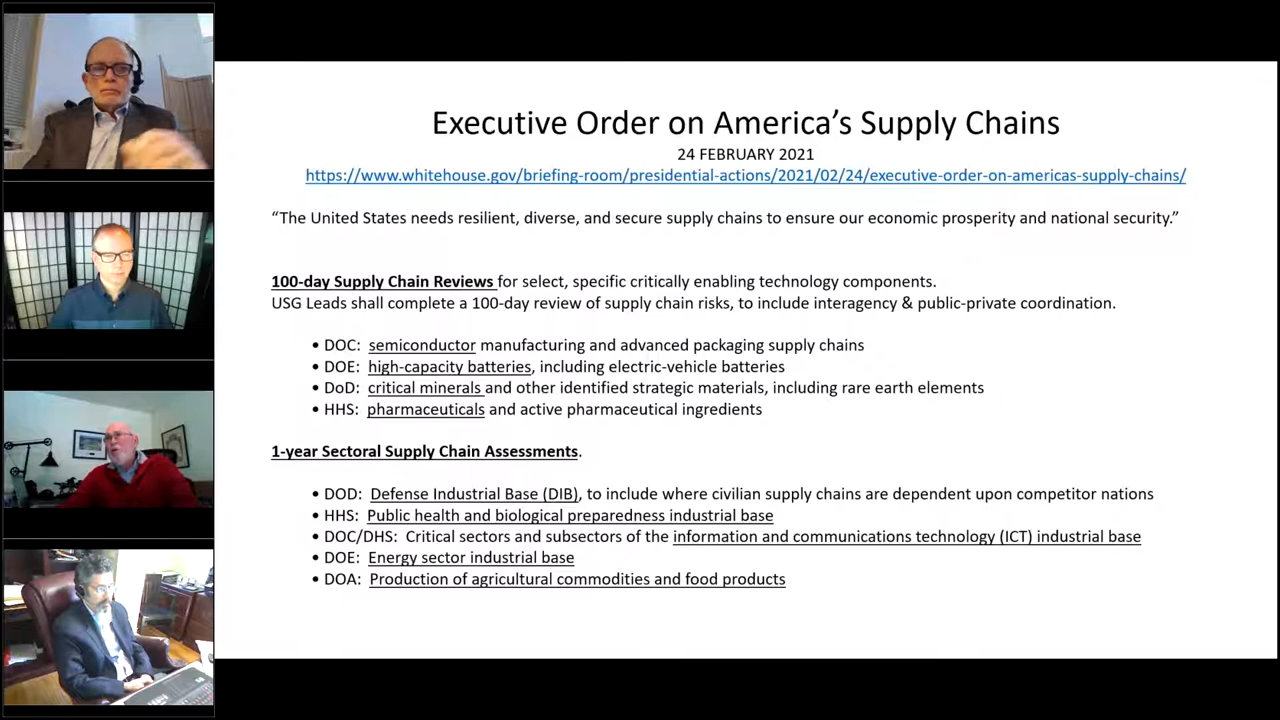 Executive Order on America’s Supply Chains
24 FEBRUARY 2021
https://www.whitehouse.gov/briefing-room/presidential-actions/2021/02/24/executive-order-on-americas-supply-chains/
“The United States needs resilient, diverse, and secure supply chains to ensure our economic prosperity and national security.”
100-day Supply Chain Reviews for select, specific critically enabling technology components.
USG Leads shall complete a 100-day review of supply chain risks, to include interagency & public-private coordination.
• DOC: semiconductor manufacturing and advanced packaging supply chains
• DOE: high-capacity batteries, including electric-vehicle batteries
• DoD: critical minerals and other identified strategic materials, including rare earth elements
• HHS: pharmaceuticals and active pharmaceutical ingredients
1-year Sectoral Supply Chain Assessments.
• DOD: Defense Industrial Base (DIB), to include where civilian supply chains are dependent upon competitor nations
• HHS: Public health and biological preparedness industrial base
• DOC/DHS: Critical sectors and subsectors of the information and communications technology (ICT) industrial base
• DOE: Energy sector industrial base
• DOA: Production of agricultural commodities and food products